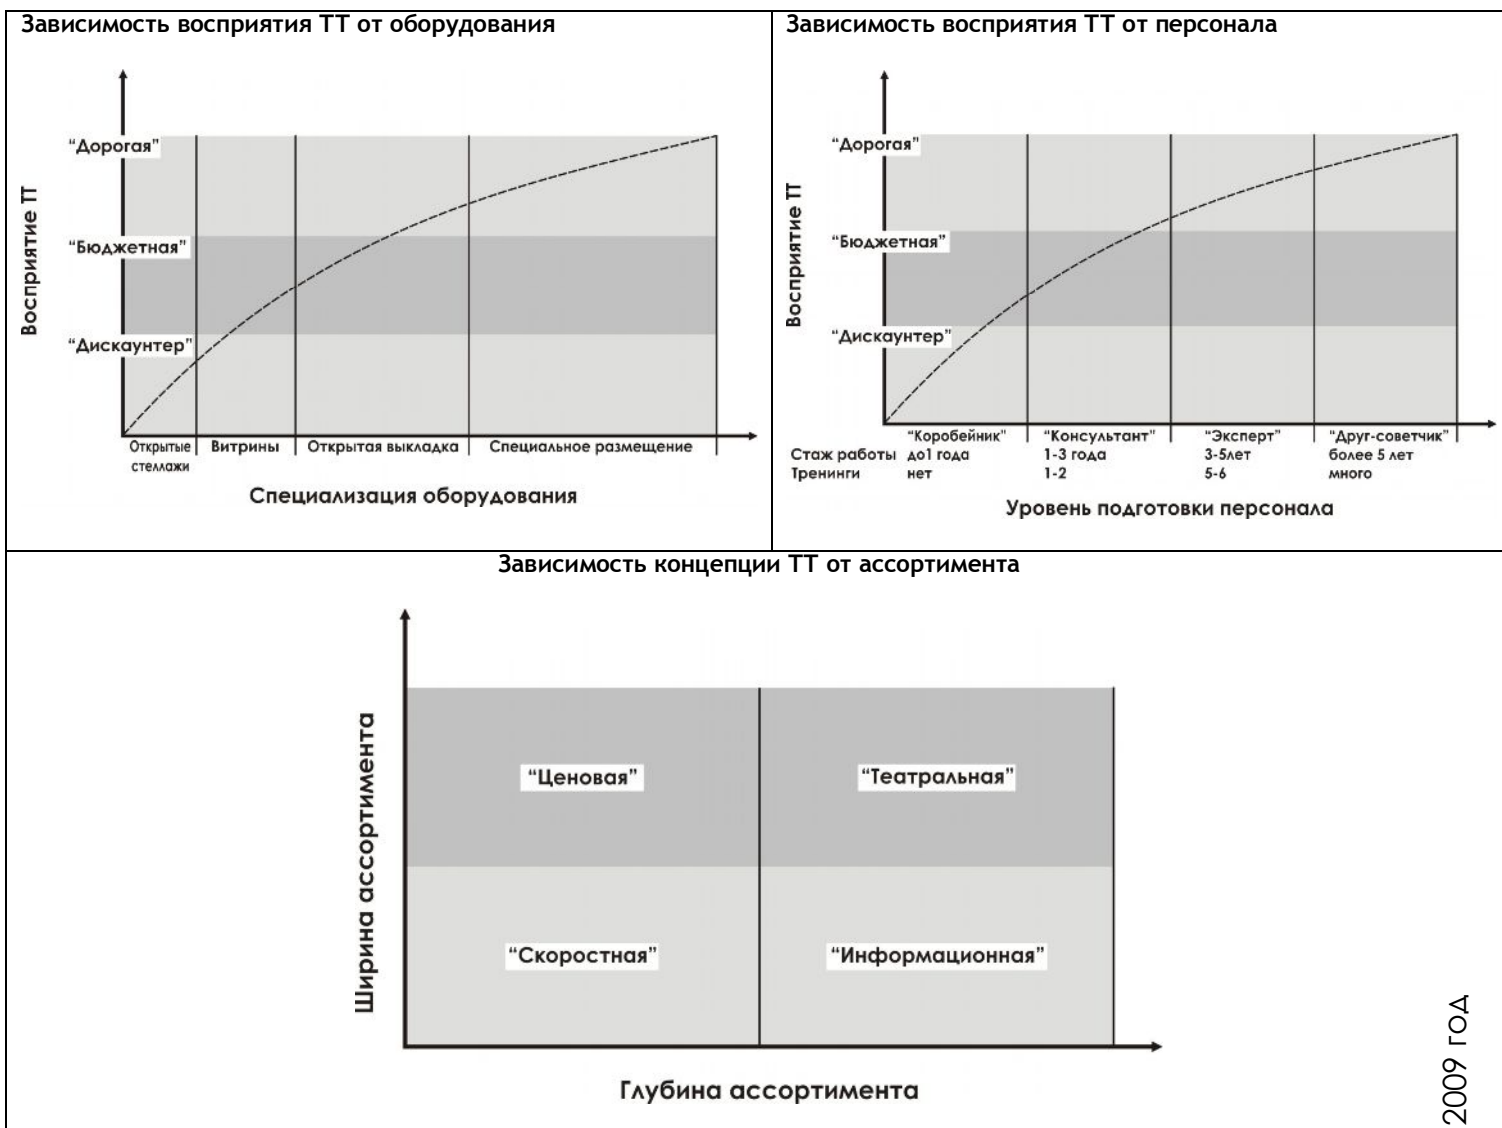 Зависимость восприятия ТТ от оборудования
Восприятие ТТ
“Дорогая”
“Бюджетная”
“Дискаунтер”
Открытые стеллажи
Витрины
Открытая выкладка
Специальное размещение
Специализация оборудования
Зависимость восприятия ТТ от персонала
Восприятие ТТ
“Дорогая”
“Бюджетная”
“Дискаунтер”
“Коробейник” “Консультант” “Эксперт” “Друг-советчик”
Стаж работы до1 года 1-3 года 3-5лет более 5 лет
Тренинги нет 1-2 5-6 много
Уровень подготовки персонала
Зависимость концепции ТТ от ассортимента
Ширина ассортимента
“Ценовая” “Театральная”
“Скоростная” “Информационная”
Глубина ассортимента
2009 год